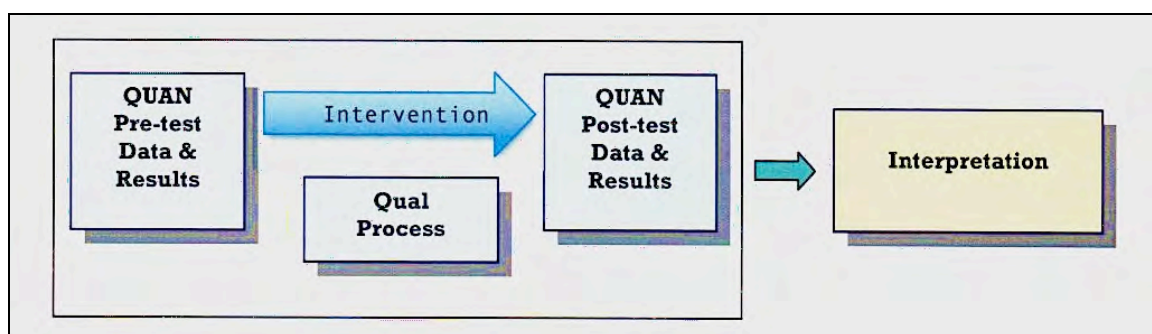 QUAN
Pre-test
Data &
Results
Intervention
Qual
Process
QUAN
Post-test
Data &
Results
Interpretation